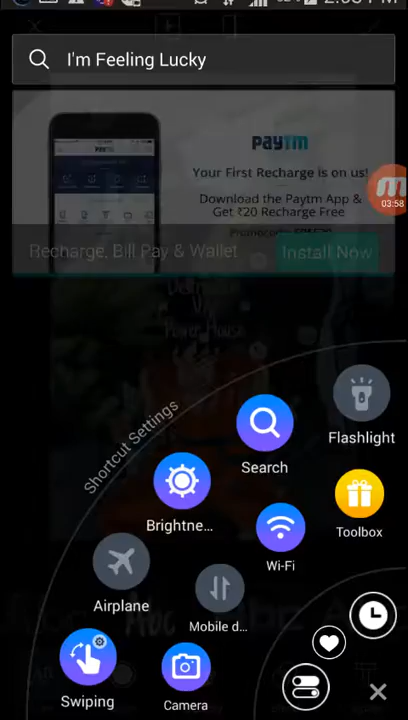 I'm Feeling Lucky
paytm
Your First Recharge is on us!
Download the Paytm App &
Get ₹20 Recharge Free
Recharge, Bill Pay & Wallet
Install Now
03:58
Shortcut Settings
Flashlight
Search
Brightne...
Toolbox
Wi-Fi
Airplane
Mobile d...
Swiping
Camera